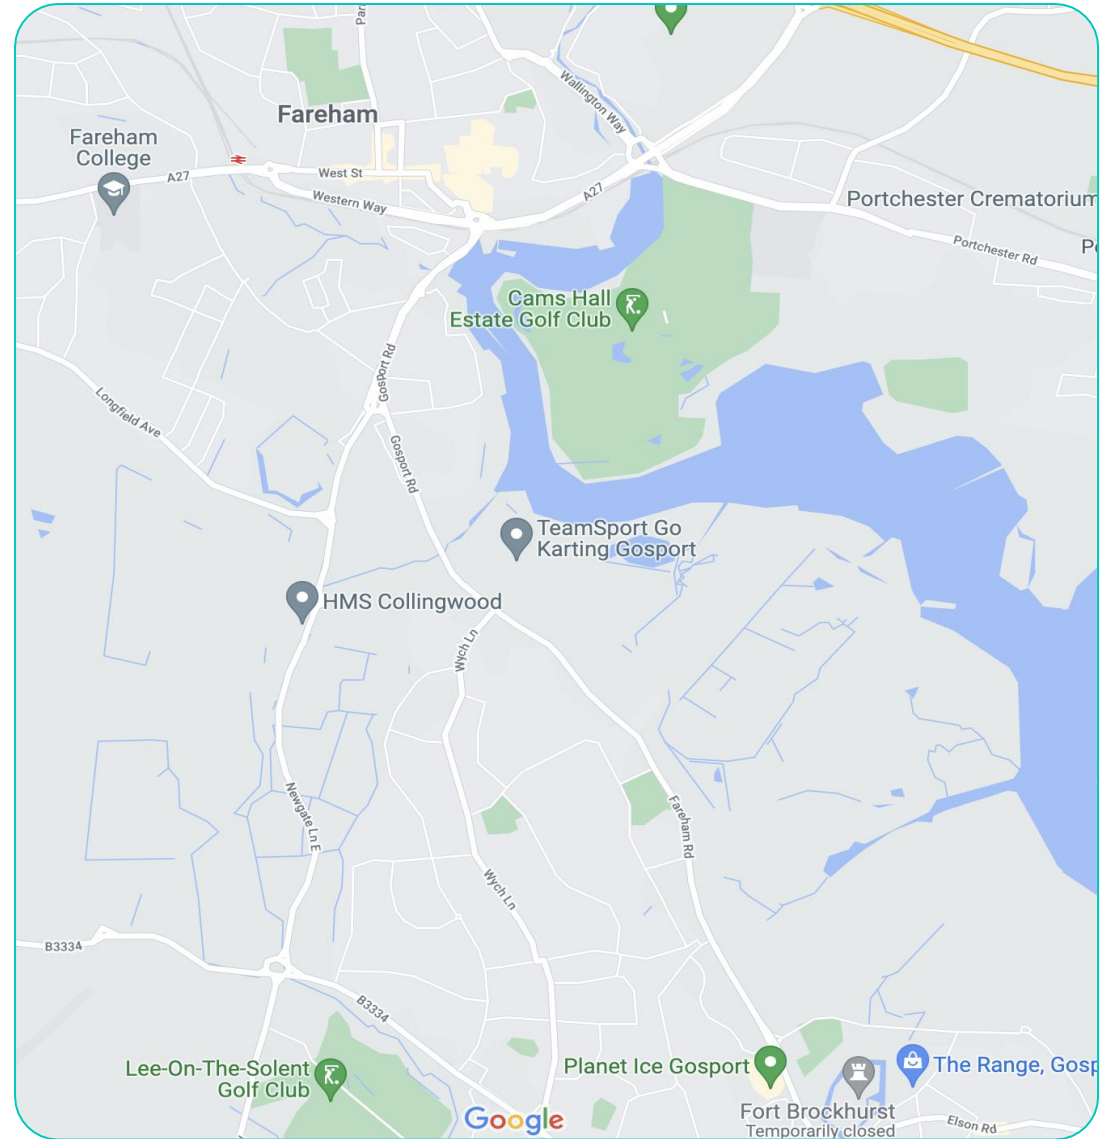 Par
Wallington Way
Fareham
Fareham
College
A27
West St
Western Way
A27
Portchester Crematorium
Portchester Rd
Cams Hall
Estate Golf Club
Gosport Rd
Longfield Ave
Gosport Rd
TeamSport Go
Karting Gosport
HMS Collingwood
Wych Ln
Newgate Ln E
Fareham Rd
Wych Ln
B3334
B3334
Lee-On-The-Solent
Golf Club
Planet Ice Gosport
The Range, Gosp
Google
Fort Brockhurst
Temporarily closed
Elson Rd